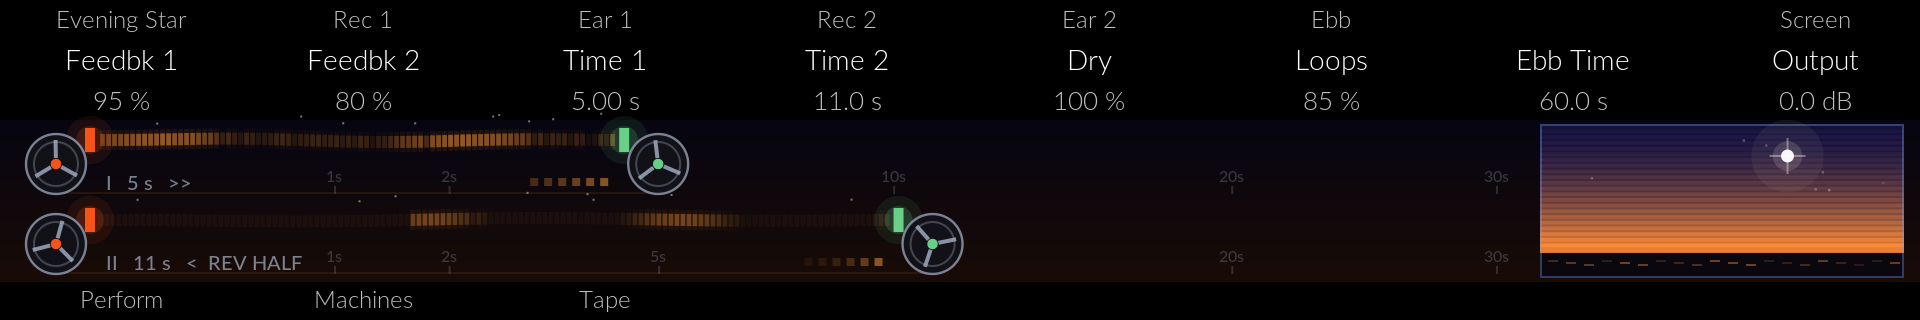 Evening Star Rec 1 Ear 1 Rec 2 Ear 2 Ebb Screen
Feedbk 1 Feedbk 2 Time 1 Time 2 Dry Loops Ebb Time Output
95 % 80 % 5.00 s 11.0 s 100 % 85 % 60.0 s 0.0 dB
I 5 s >> 1s 2s 10s 20s 30s
II 11 s < REV HALF 1s 2s 5s 20s 30s
Perform Machines Tape